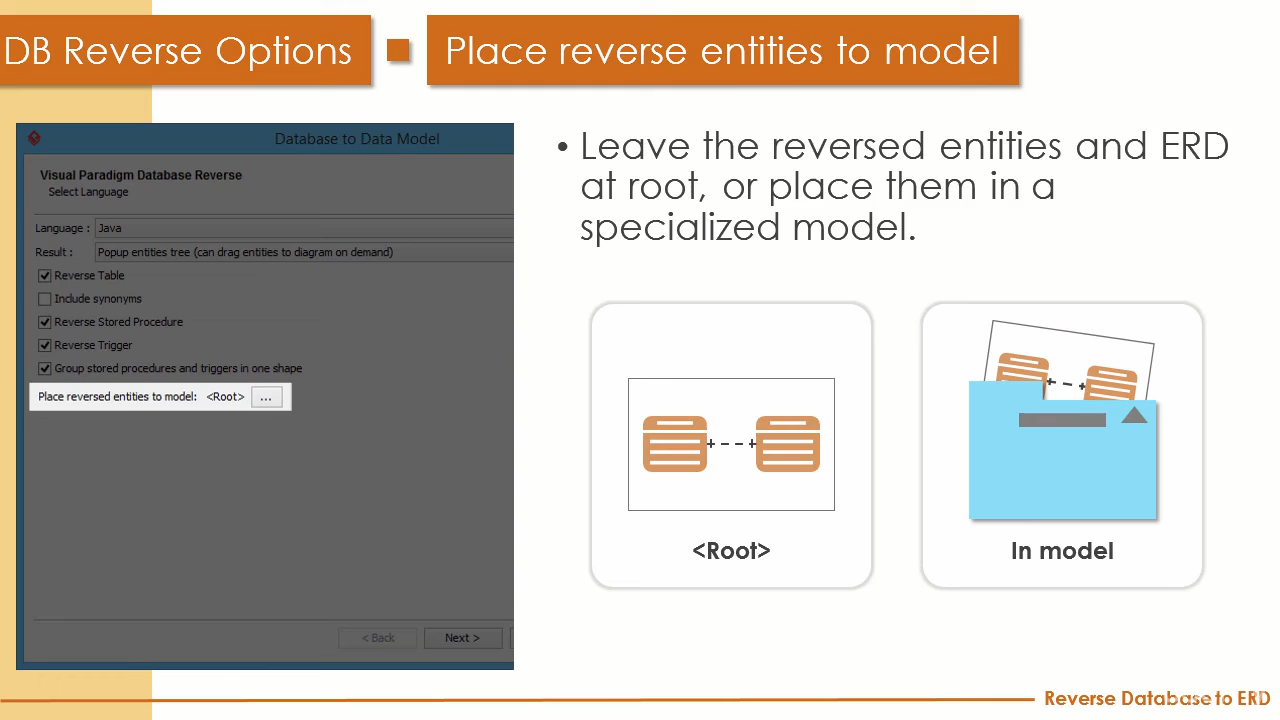 DB Reverse Options
Place reverse entities to model
Database to Data Model
Visual Paradigm Database Reverse
Select Language
Language : Java
Result : Popup entities tree (can drag entities to diagram on demand)
Reverse Table
Include synonyms
Reverse Stored Procedure
Reverse Trigger
Group stored procedures and triggers in one shape
Place reversed entities to model: <Root> ...
< Back Next >
• Leave the reversed entities and ERD
at root, or place them in a
specialized model.
<Root>
In model
Reverse Database to ERD